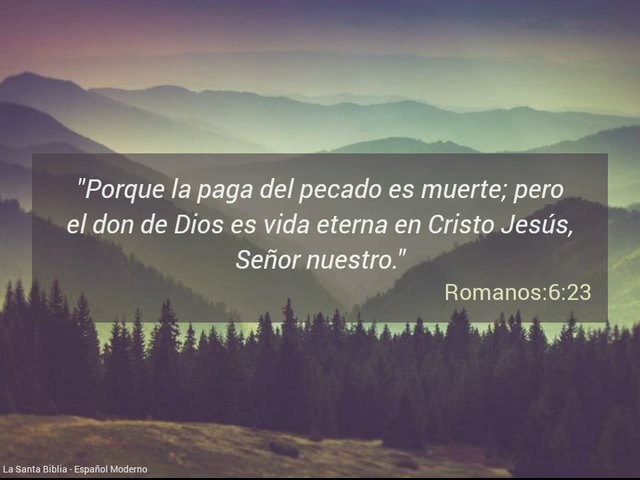 "Porque la paga del pecado es muerte; pero
el don de Dios es vida eterna en Cristo Jesús,
Señor nuestro."
Romanos:6:23
La Santa Biblia - Español Moderno